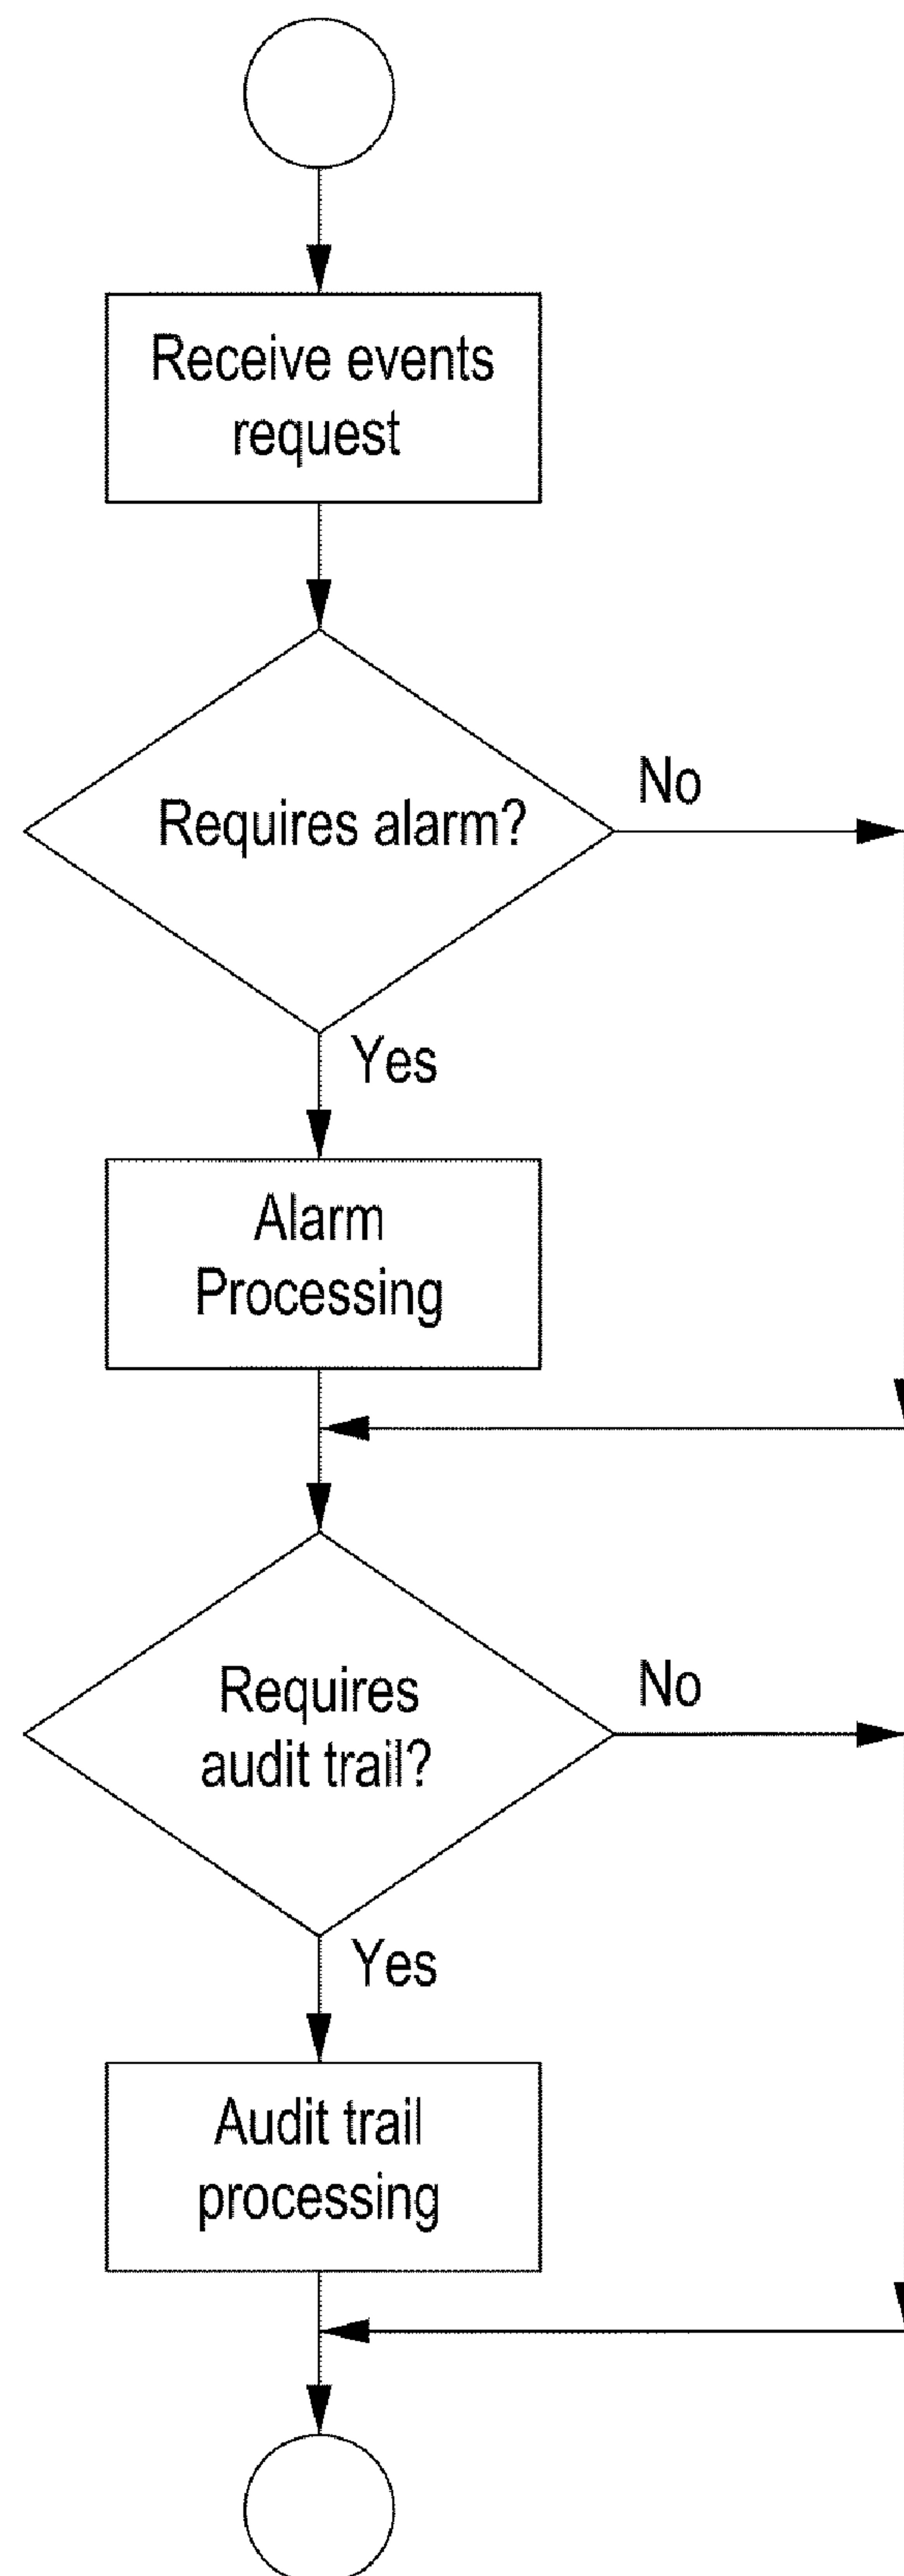 Receive events
request
Requires alarm?
No
Yes
Alarm
Processing
Requires
audit trail?
No
Yes
Audit trail
processing